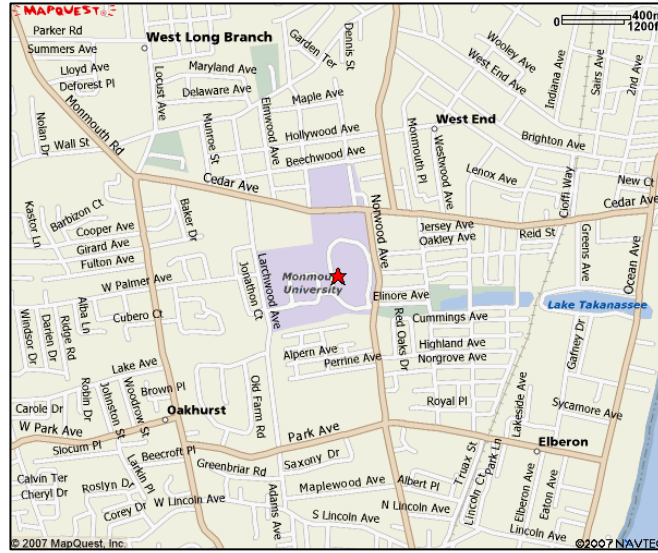 MAPQUEST
400m
1200ft
Parker Rd
Summers Ave
West Long Branch
Garden Ter
Dennis St
Wooley Ave
West End Ave
Indiana Ave
Sairs Ave
2nd Ave
Lloyd Ave
Deforest Pl
Maryland Ave
Delaware Ave
Locust Ave
Elmwood Ave
Maple Ave
Monmouth Rd
Nolan Dr
Wall St
Munroe St
Hollywood Ave
Beechwood Ave
West End
Monmouth Pl
Westwood Ave
Brighton Ave
Lenox Ave
New Ct
Cedar Ave
Cedar Ave
Cioffi Way
Kastor Ln
Barbizon Ct
Baker Dr
Norwood Ave
Cooper Ave
Girard Ave
Fulton Ave
Jersey Ave
Oakley Ave
Reid St
Greens Ave
Ocean Ave
W Palmer Ave
Jonathon Ct
Larchwood Ave
Monmouth
University
Elinore Ave
Lake Takanassee
Windsor Dr
Darien Dr
Ridge Rd
Alba Ln
Cubero Ct
Red Oaks Dr
Cummings Ave
Gafney Dr
Alpern Ave
Perrine Ave
Highland Ave
Norgrove Ave
Lake Ave
Robin Dr
Johnston St
Woodrow St
Brown Pl
Old Farm Rd
Royal Pl
Lakeside Ave
Sycamore Ave
Carole Dr
Oakhurst
W Park Ave
Park Ave
Elberon
Slocum Pl
Beecroft Pl
Saxony Dr
Greenbriar Rd
Truax St
Park Ln
Lincoln Ct
Calvin Ter
Cheryl Dr
Roslyn Dr
Larkin Pl
Corey Dr
W Lincoln Ave
Adams Ave
Maplewood Ave
Albert Pl
N Lincoln Ave
S Lincoln Ave
Elberon Ave
Eaton Ave
Lincoln Ave
© 2007 MapQuest, Inc.
©2007 NAVTEQ